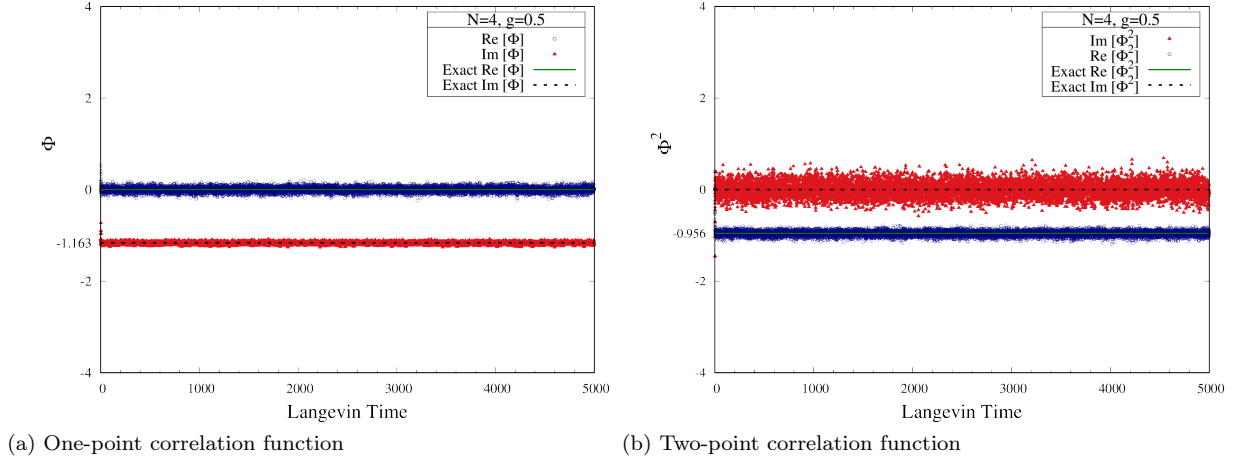 N=4, g=0.5
Re [Φ]
Im [Φ]
Exact Re [Φ]
Exact Im [Φ]
4
2
0
-1.163
-2
-4
Φ
0
1000
2000
3000
4000
5000
Langevin Time
(a) One-point correlation function
N=4, g=0.5
Im [Φ²]
Re [Φ²]
Exact Re [Φ²]
Exact Im [Φ²]
4
2
0
-0.956
-2
-4
Φ²
0
1000
2000
3000
4000
5000
Langevin Time
(b) Two-point correlation function